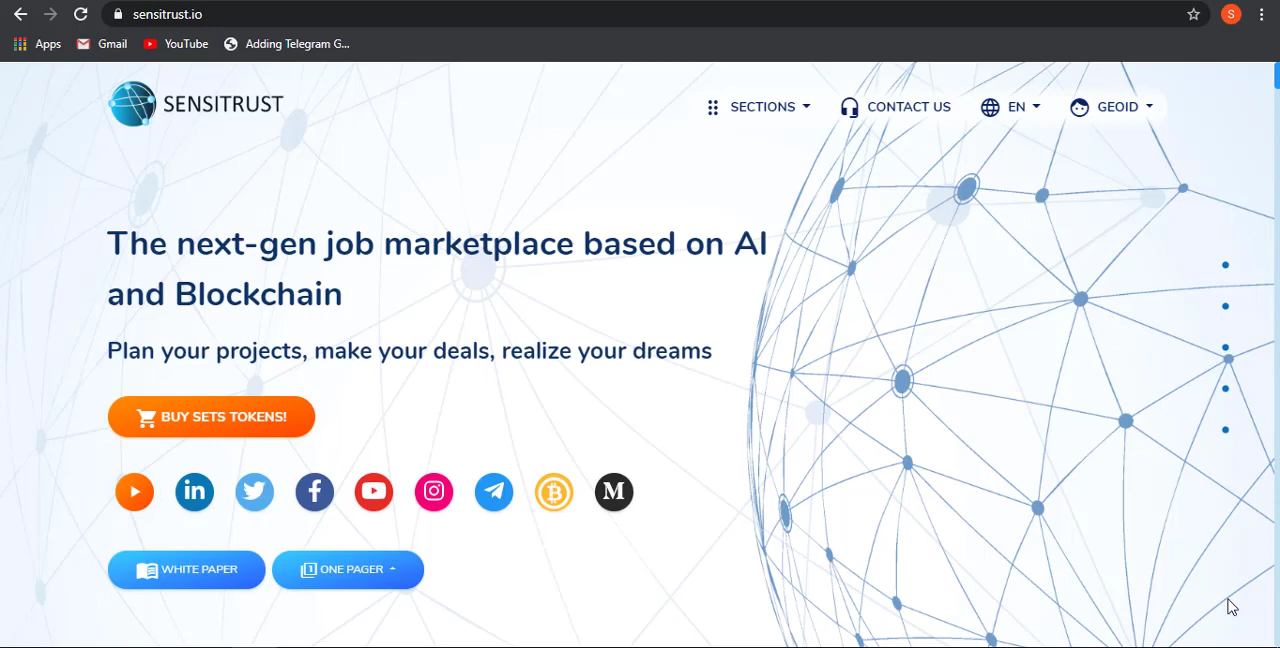 sensitrust.io
S
Apps Gmail YouTube Adding Telegram G...
SENSITRUST
SECTIONS CONTACT US EN GEOID
The next-gen job marketplace based on AI
and Blockchain
Plan your projects, make your deals, realize your dreams
BUY SETS TOKENS!
in f B M
WHITE PAPER 1 ONE PAGER